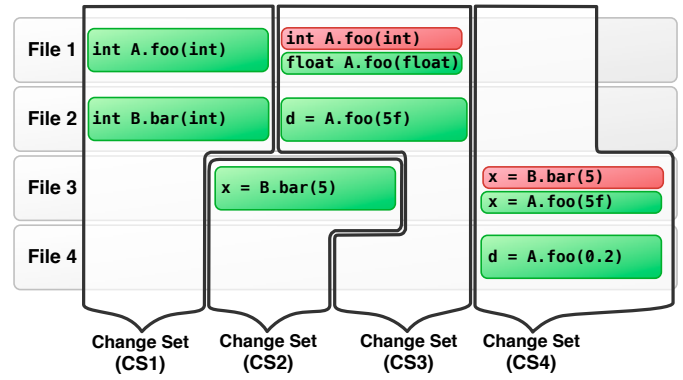 File 1
int A.foo(int)
int A.foo(int)
float A.foo(float)
File 2
int B.bar(int)
d = A.foo(5f)
File 3
x = B.bar(5)
x = B.bar(5)
x = A.foo(5f)
File 4
d = A.foo(0.2)
Change Set
(CS1)
Change Set
(CS2)
Change Set
(CS3)
Change Set
(CS4)